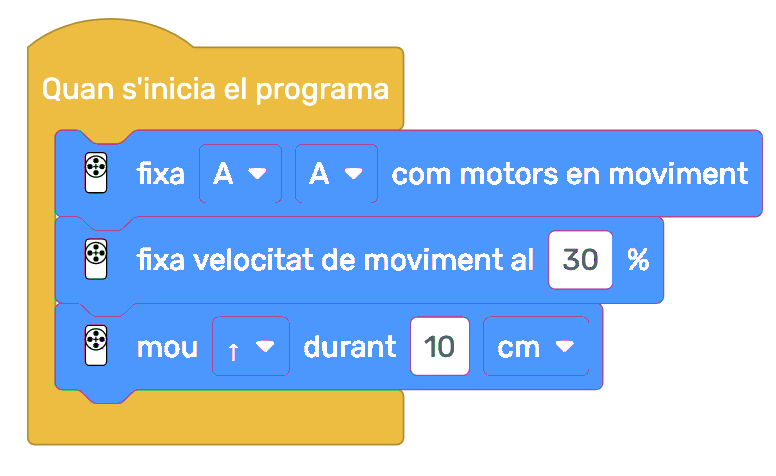 Quan s'inicia el programa
fixa A A com motors en moviment
fixa velocitat de moviment al 30 %
mou ↑ durant 10 cm